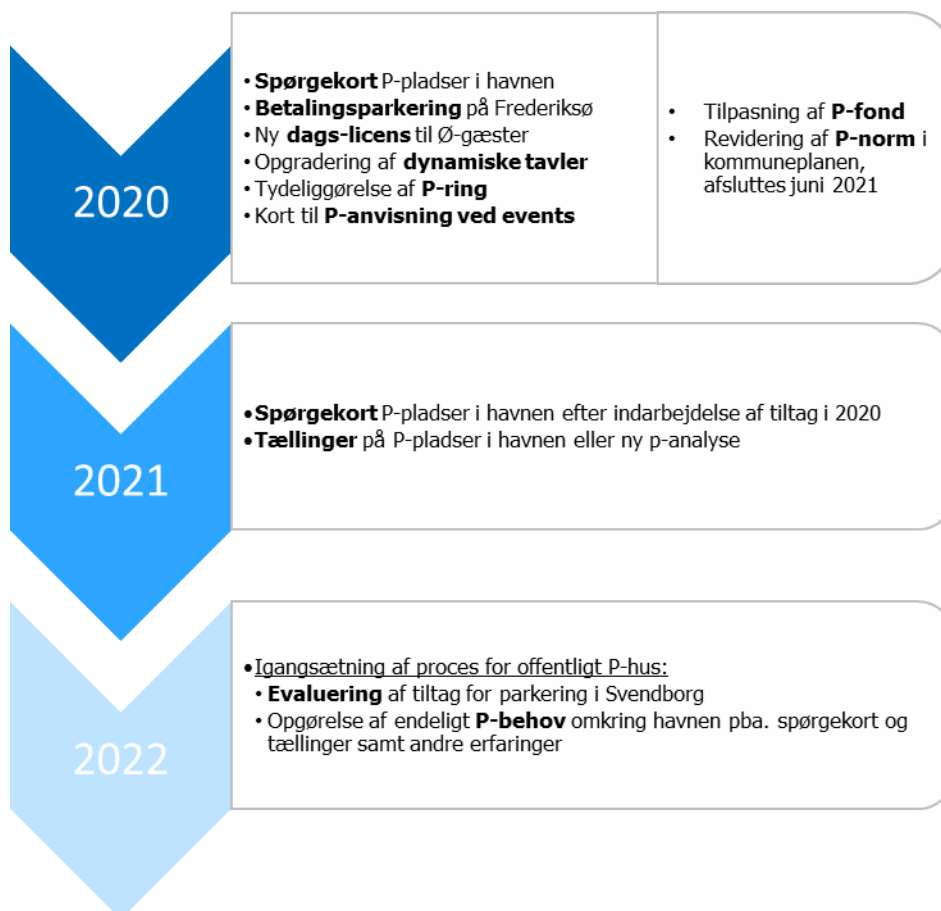 2020
• Spørgekort P-pladser i havnen
• Betalingsparkering på Frederiksø
• Ny dags-licens til Ø-gæster
• Opgradering af dynamiske tavler
• Tydeliggørelse af P-ring
• Kort til P-anvisning ved events
• Tilpasning af P-fond
• Revidering af P-norm i
kommuneplanen,
afsluttes juni 2021
2021
• Spørgekort P-pladser i havnen efter indarbejdelse af tiltag i 2020
• Tællinger på P-pladser i havnen eller ny p-analyse
2022
• Igangsætning af proces for offentligt P-hus:
• Evaluering af tiltag for parkering i Svendborg
• Opgørelse af endeligt P-behov omkring havnen pba. spørgekort og
tællinger samt andre erfaringer